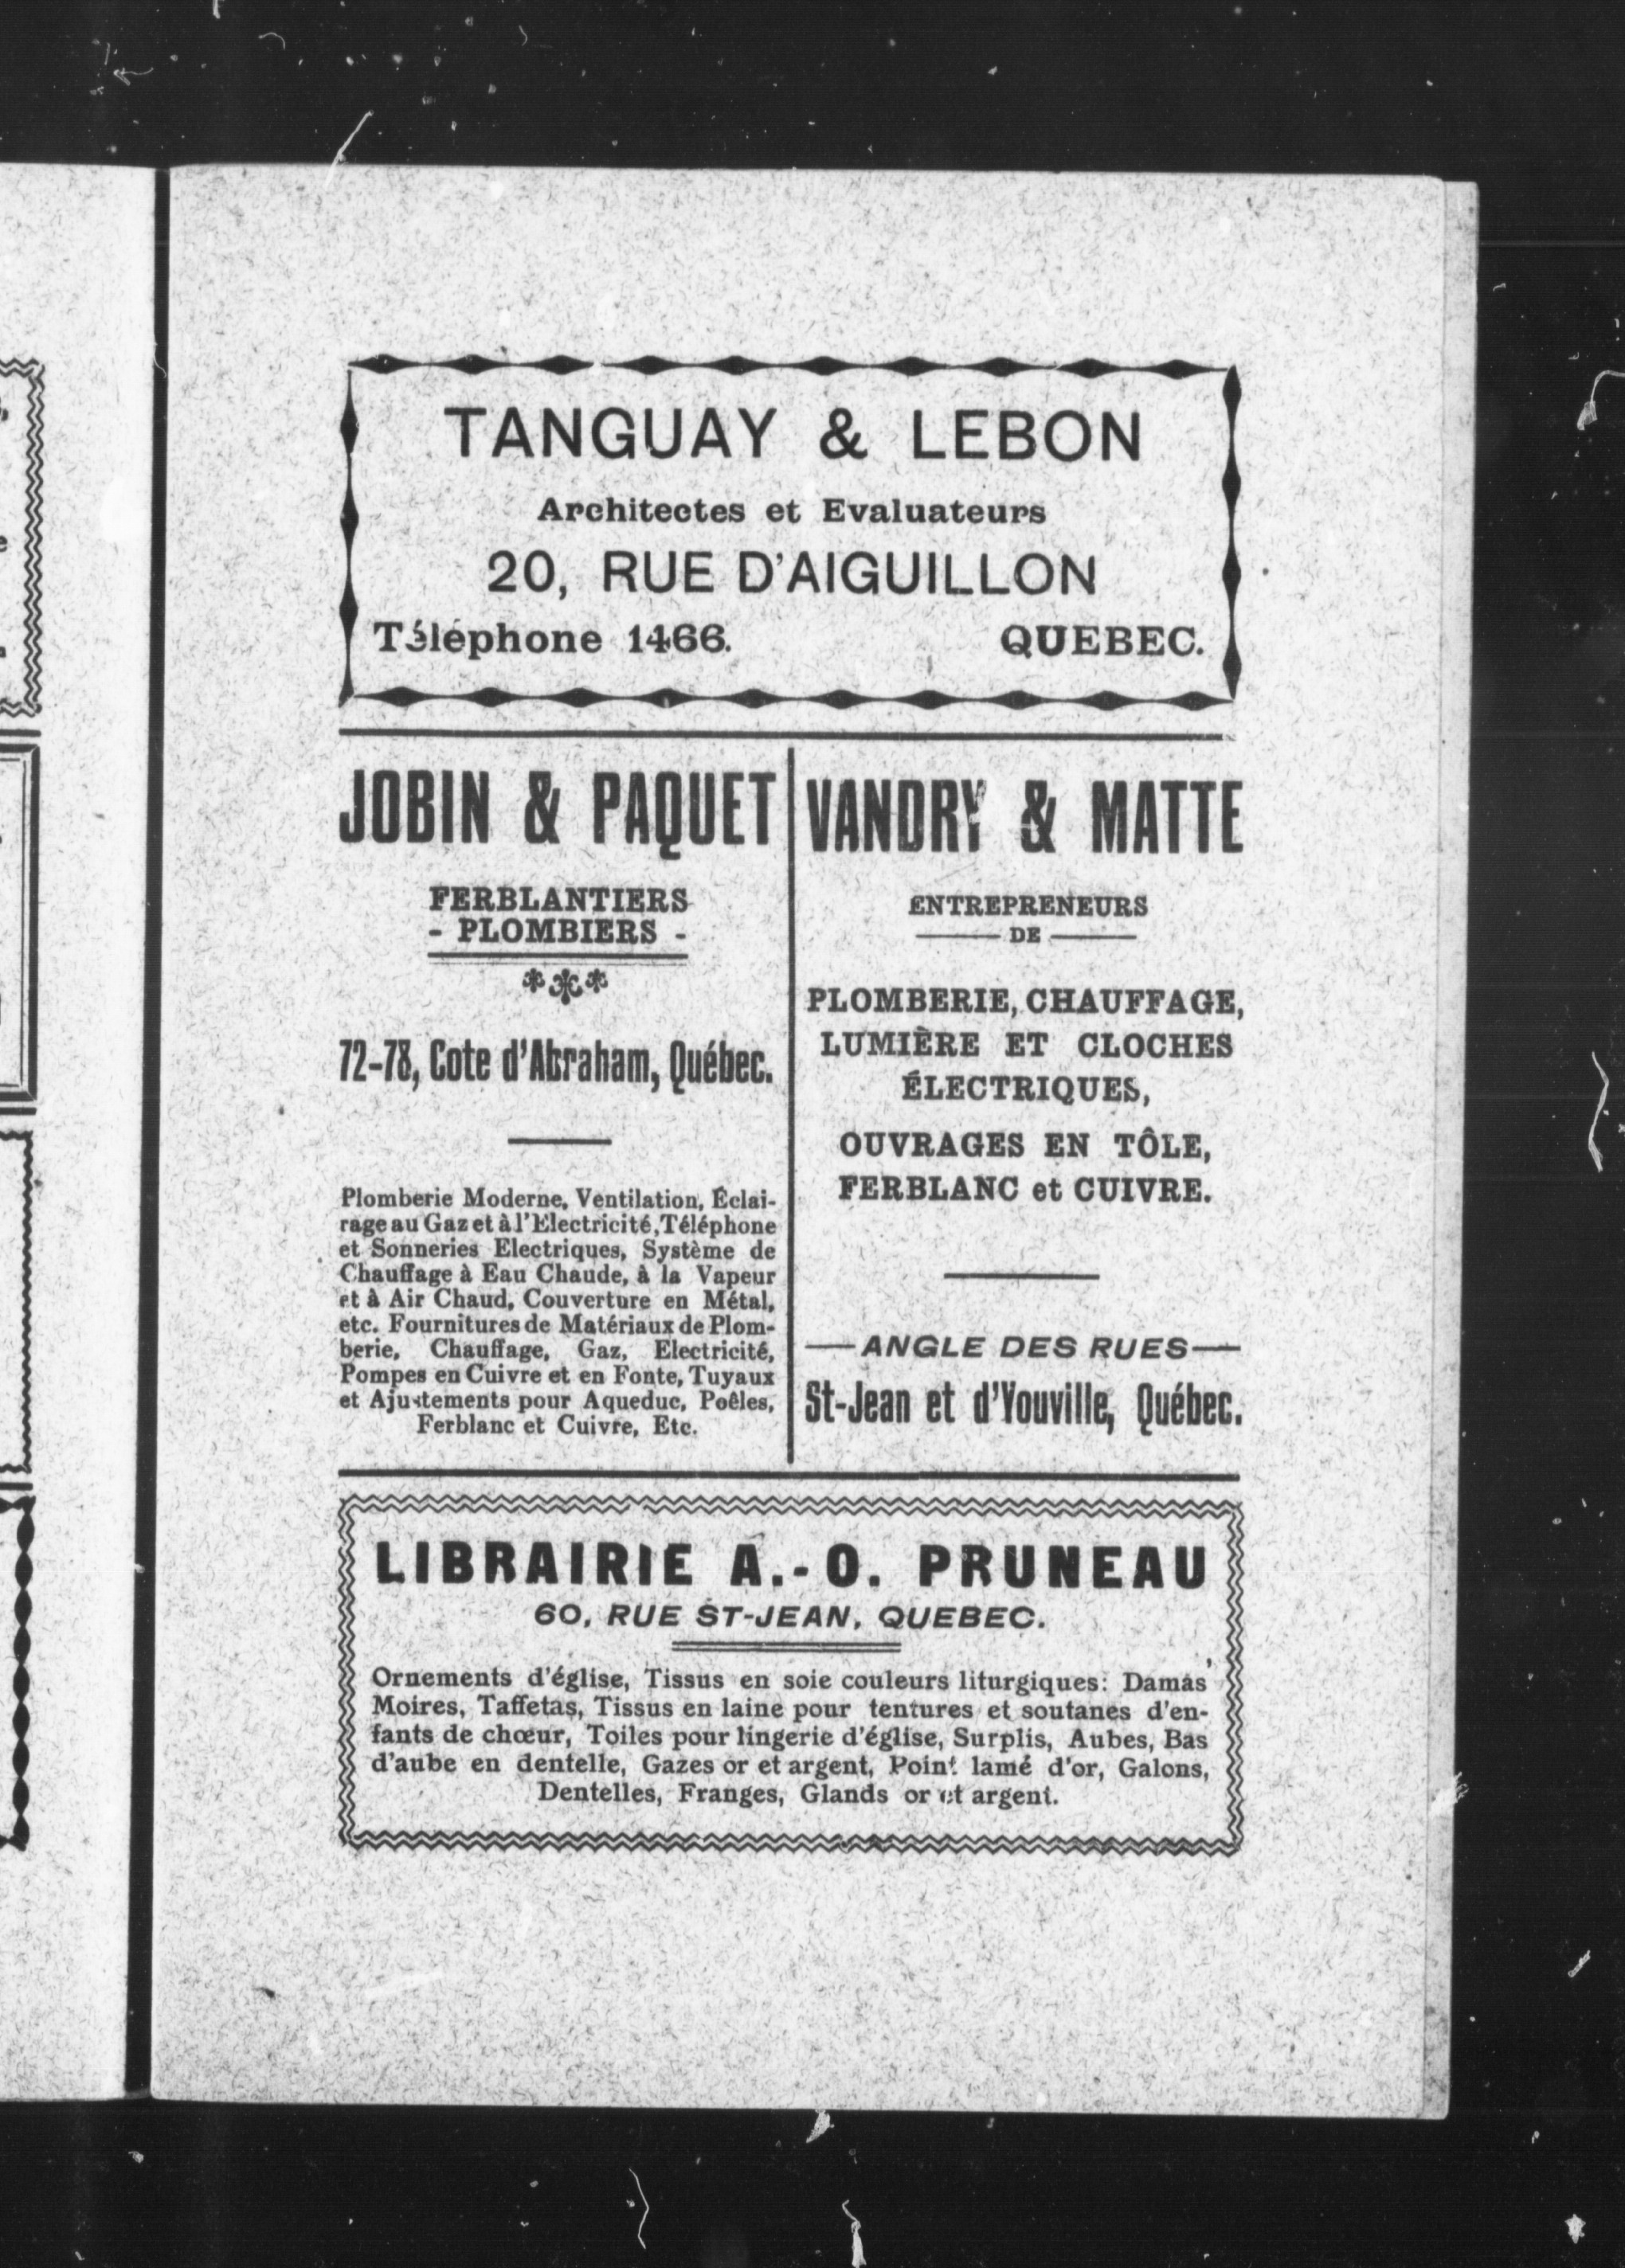 TANGUAY & LEBON
Architectes et Evaluateurs
20, RUE D'AIGUILLON
Téléphone 1466. QUEBEC.
JOBIN & PAQUET
FERBLANTIERS
- PLOMBIERS -
72-78, Cote d'Abraham, Québec.
Plomberie Moderne, Ventilation, Éclai-
rage au Gaz et à l'Electricité, Téléphone
et Sonneries Electriques, Système de
Chauffage à Eau Chaude, à la Vapeur
et à Air Chaud, Couverture en Métal,
etc. Fournitures de Matériaux de Plom-
berie, Chauffage, Gaz, Electricité,
Pompes en Cuivre et en Fonte, Tuyaux
et Ajustements pour Aqueduc, Poêles,
Ferblanc et Cuivre, Etc.
VANDRY & MATTE
ENTREPRENEURS
DE
PLOMBERIE, CHAUFFAGE,
LUMIÈRE ET CLOCHES
ÉLECTRIQUES,
OUVRAGES EN TÔLE,
FERBLANC et CUIVRE.
—ANGLE DES RUES—
St-Jean et d'Youville, Québec.
LIBRAIRIE A.-O. PRUNEAU
60, RUE ST-JEAN, QUEBEC.
Ornements d'église, Tissus en soie couleurs liturgiques: Damas'
Moires, Taffetas, Tissus en laine pour tentures et soutanes d'en-
fants de chœur, Toiles pour lingerie d'église, Surplis, Aubes, Bas
d'aube en dentelle, Gazes or et argent, Point lamé d'or, Galons,
Dentelles, Franges, Glands or et argent.